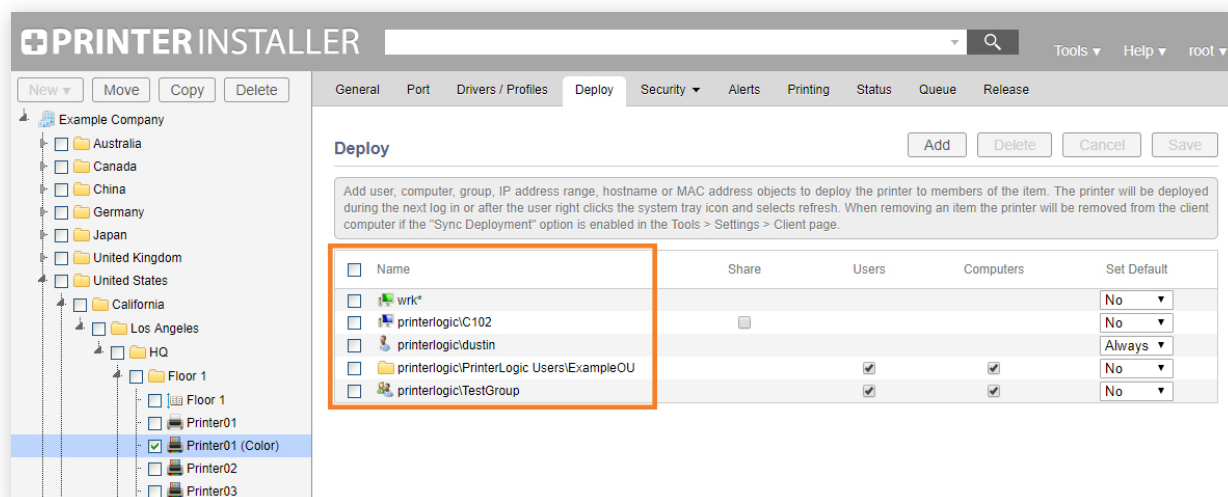 PRINTERINSTALLER
Tools ▼ Help ▼ root ▼
New ▼ Move Copy Delete
General Port Drivers / Profiles Deploy Security ▼ Alerts Printing Status Queue Release
Example Company
Australia
Canada
China
Germany
Japan
United Kingdom
United States
California
Los Angeles
HQ
Floor 1
Floor 1
Printer01
Printer01 (Color)
Printer02
Printer03
Deploy
Add Delete Cancel Save
Add user, computer, group, IP address range, hostname or MAC address objects to deploy the printer to members of the item. The printer will be deployed
during the next log in or after the user right clicks the system tray icon and selects refresh. When removing an item the printer will be removed from the client
computer if the "Sync Deployment" option is enabled in the Tools > Settings > Client page.
Name Share Users Computers Set Default
wrk* No ▼
printerlogic\C102 No ▼
printerlogic\dustin Always ▼
printerlogic\PrinterLogic Users\ExampleOU No ▼
printerlogic\TestGroup No ▼